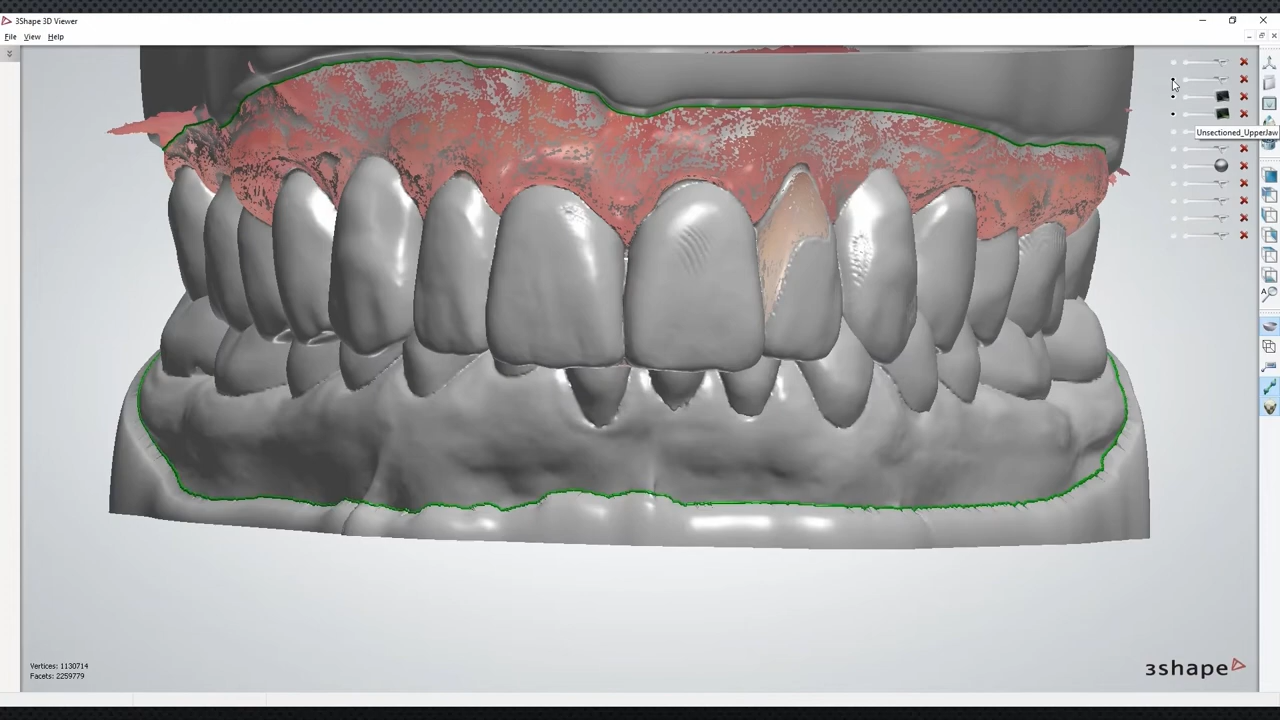 3Shape 3D Viewer
File View Help
Unsectioned_UpperJaw
Vertices: 1130714
Facets: 2259779
3shape